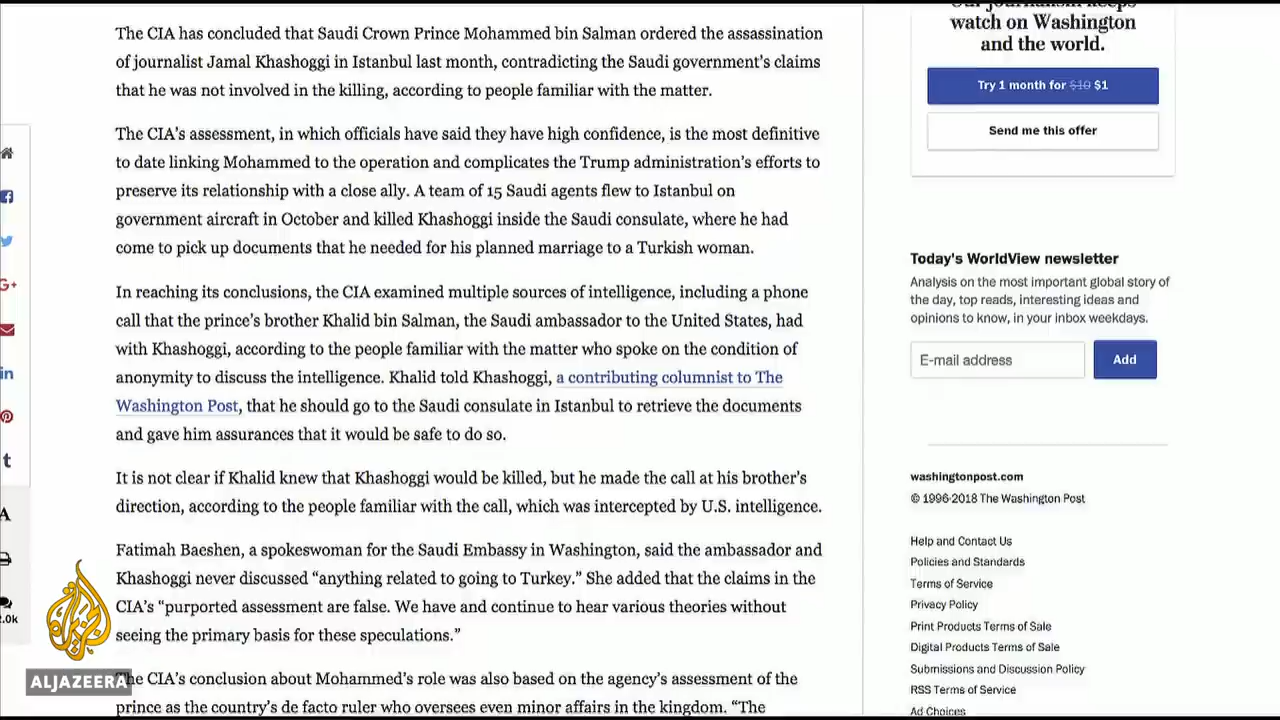 The CIA has concluded that Saudi Crown Prince Mohammed bin Salman ordered the assassination
of journalist Jamal Khashoggi in Istanbul last month, contradicting the Saudi government's claims
that he was not involved in the killing, according to people familiar with the matter.
The CIA's assessment, in which officials have said they have high confidence, is the most definitive
to date linking Mohammed to the operation and complicates the Trump administration's efforts to
preserve its relationship with a close ally. A team of 15 Saudi agents flew to Istanbul on
government aircraft in October and killed Khashoggi inside the Saudi consulate, where he had
come to pick up documents that he needed for his planned marriage to a Turkish woman.
In reaching its conclusions, the CIA examined multiple sources of intelligence, including a phone
call that the prince's brother Khalid bin Salman, the Saudi ambassador to the United States, had
with Khashoggi, according to the people familiar with the matter who spoke on the condition of
anonymity to discuss the intelligence. Khalid told Khashoggi, a contributing columnist to The
Washington Post, that he should go to the Saudi consulate in Istanbul to retrieve the documents
and gave him assurances that it would be safe to do so.
It is not clear if Khalid knew that Khashoggi would be killed, but he made the call at his brother's
direction, according to the people familiar with the call, which was intercepted by U.S. intelligence.
Fatimah Baeshen, a spokeswoman for the Saudi Embassy in Washington, said the ambassador and
Khashoggi never discussed "anything related to going to Turkey." She added that the claims in the
CIA's "purported assessment are false. We have and continue to hear various theories without
seeing the primary basis for these speculations."
The CIA's conclusion about Mohammed's role was also based on the agency's assessment of the
prince as the country's de facto ruler who oversees even minor affairs in the kingdom. "The
Our journalism keeps
watch on Washington
and the world.
Try 1 month for $10 $1
Send me this offer
Today's WorldView newsletter
Analysis on the most important global story of
the day, top reads, interesting ideas and
opinions to know, in your inbox weekdays.
E-mail address
Add
washingtonpost.com
© 1996-2018 The Washington Post
Help and Contact Us
Policies and Standards
Terms of Service
Privacy Policy
Print Products Terms of Sale
Digital Products Terms of Sale
Submissions and Discussion Policy
RSS Terms of Service
Ad Choices
G+
in
t
A
.0k
ALJAZEERA